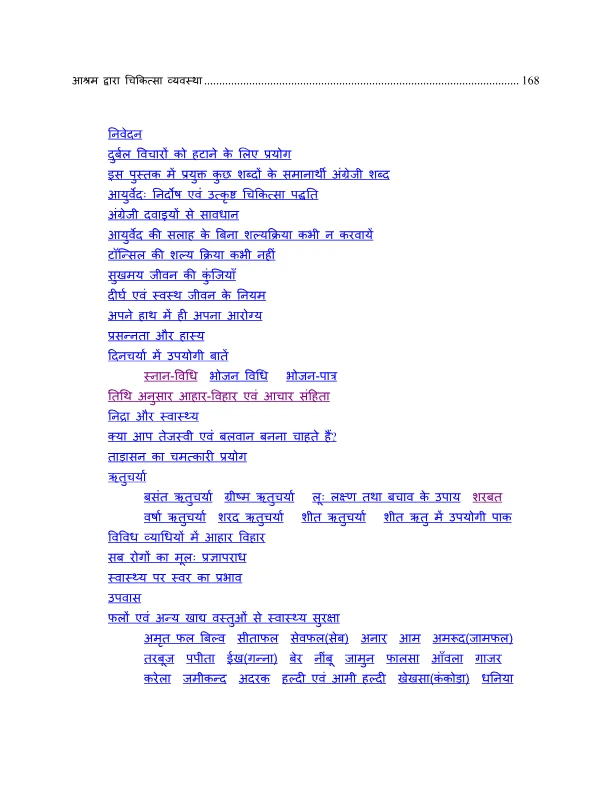 आश्रम द्वारा चिकित्सा व्यवस्था ......................................................................................................... 168
निवेदन
दुर्बल विचारों को हटाने के लिए प्रयोग
इस पुस्तक में प्रयुक्त कुछ शब्दों के समानार्थी अंग्रेजी शब्द
आयुर्वेदः निर्दोष एवं उत्कृष्ट चिकित्सा पद्धति
अंग्रेजी दवाइयों से सावधान
आयुर्वेद की सलाह के बिना शल्यक्रिया कभी न करवायें
टॉन्सिल की शल्य क्रिया कभी नहीं
सुखमय जीवन की कुंजियाँ
दीर्घ एवं स्वस्थ जीवन के नियम
अपने हाथ में ही अपना आरोग्य
प्रसन्नता और हास्य
दिनचर्या में उपयोगी बातें
स्नान-विधि भोजन विधि भोजन-पात्र
तिथि अनुसार आहार-विहार एवं आचार संहिता
निद्रा और स्वास्थ्य
क्या आप तेजस्वी एवं बलवान बनना चाहते हैं?
ताड़ासन का चमत्कारी प्रयोग
ऋतुचर्या
बसंत ऋतुचर्या ग्रीष्म ऋतुचर्या लूः लक्ष्ण तथा बचाव के उपाय शरबत
वर्षा ऋतुचर्या शरद ऋतुचर्या शीत ऋतुचर्या शीत ऋतु में उपयोगी पाक
विविध व्याधियों में आहार विहार
सब रोगों का मूलः प्रज्ञापराध
स्वास्थ्य पर स्वर का प्रभाव
उपवास
फलों एवं अन्य खाद्य वस्तुओं से स्वास्थ्य सुरक्षा
अमृत फल बिल्व सीताफल सेवफल(सेब) अनार आम अमरूद(जामफल)
तरबूज पपीता ईख(गन्ना) बेर नींबू जामुन फालसा आँवला गाजर
करेला जमीकन्द अदरक हल्दी एवं आमी हल्दी खेखसा(कंकोडा) धनिया